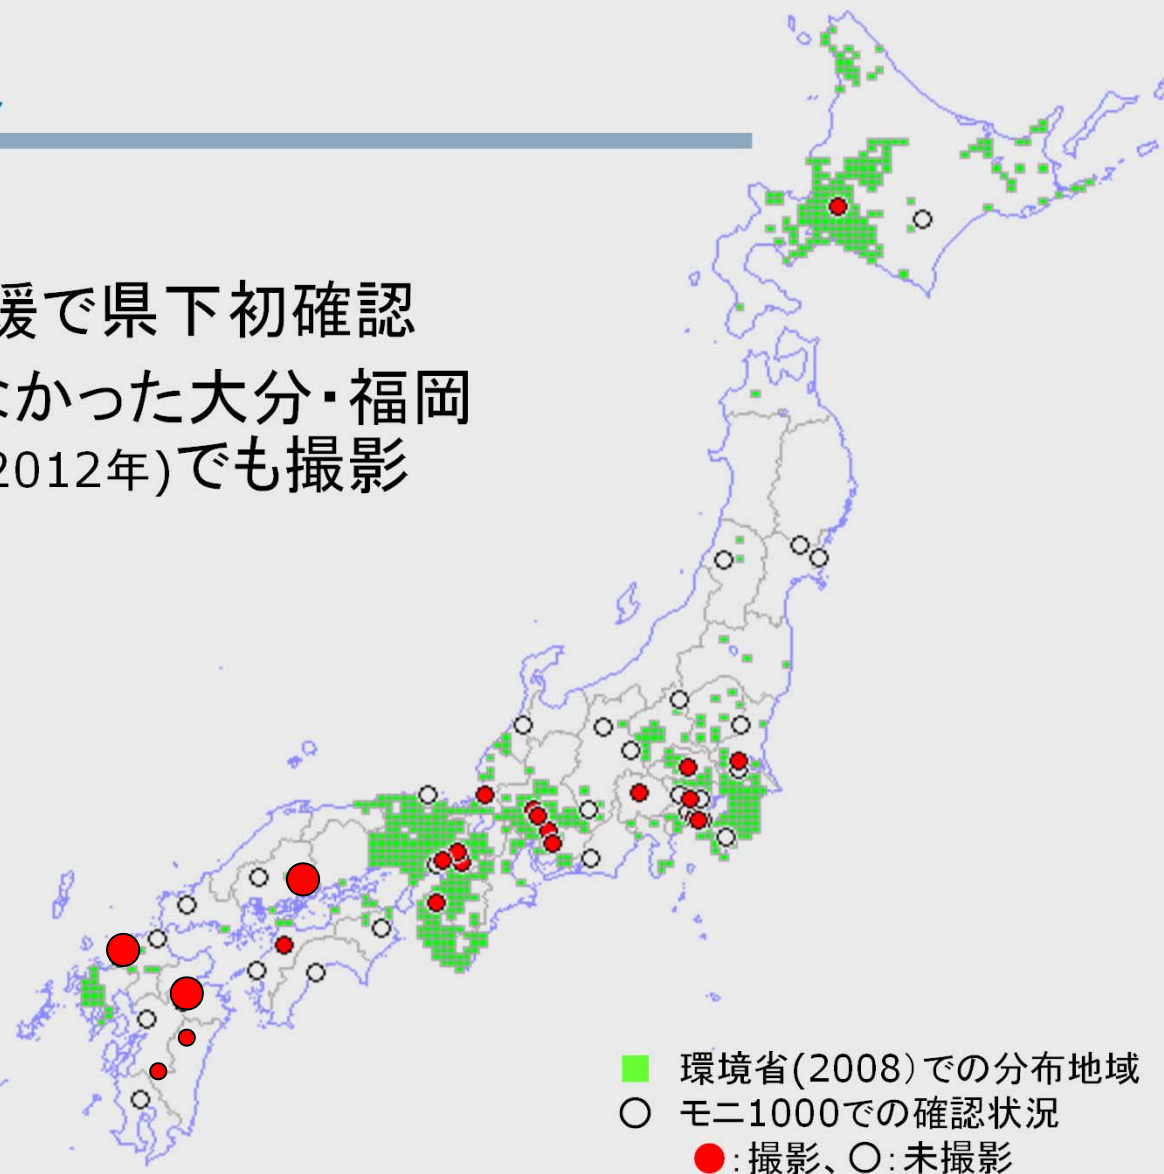 援で県下初確認
なかった大分・福岡
2012年)でも撮影
環境省(2008)での分布地域
モニ1000での確認状況
:撮影、○:未撮影